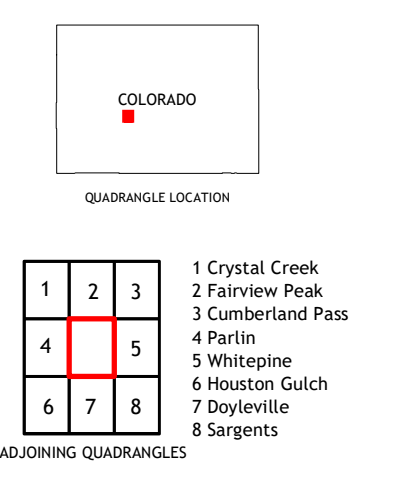 COLORADO
QUADRANGLE LOCATION
1 2 3
4 5
6 7 8
1 Crystal Creek
2 Fairview Peak
3 Cumberland Pass
4 Parlin
5 Whitepine
6 Houston Gulch
7 Doyleville
8 Sargents
ADJOINING QUADRANGLES